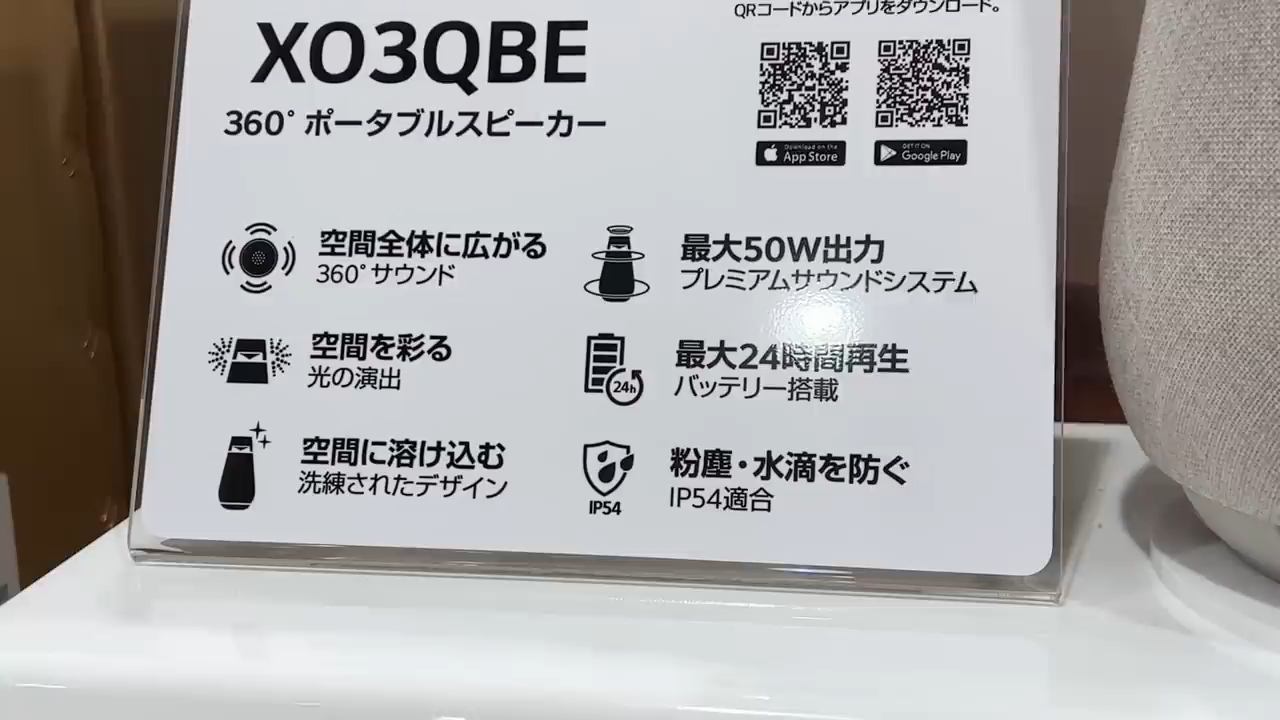 QRコードからアプリをダウンロード。
XO3QBE
360°ポータブルスピーカー
Download on the
App Store
GET IT ON
Google Play
空間全体に広がる
360°サウンド
最大50W出力
プレミアムサウンドシステム
空間を彩る
光の演出
24h
最大24時間再生
バッテリー搭載
空間に溶け込む
洗練されたデザイン
IP54
粉塵・水滴を防ぐ
IP54適合